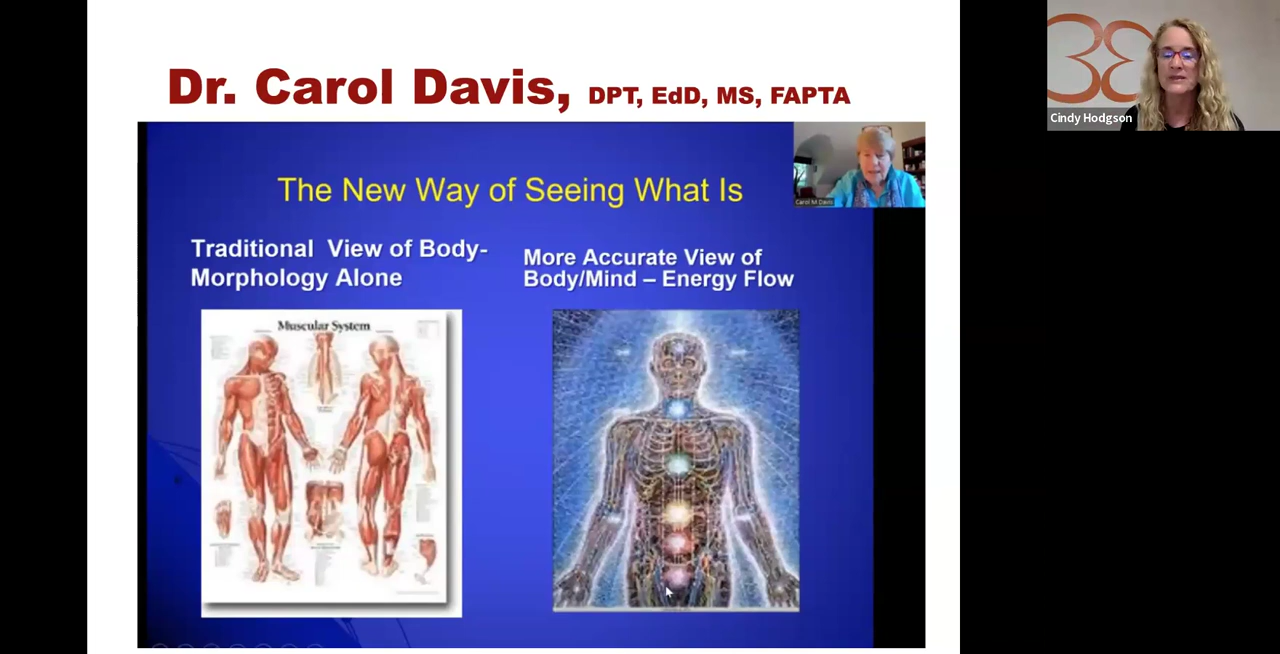 Dr. Carol Davis, DPT, EdD, MS, FAPTA
Cindy Hodgson
Carol M Davis
The New Way of Seeing What Is
Traditional View of Body-
Morphology Alone
More Accurate View of
Body/Mind – Energy Flow
Muscular System